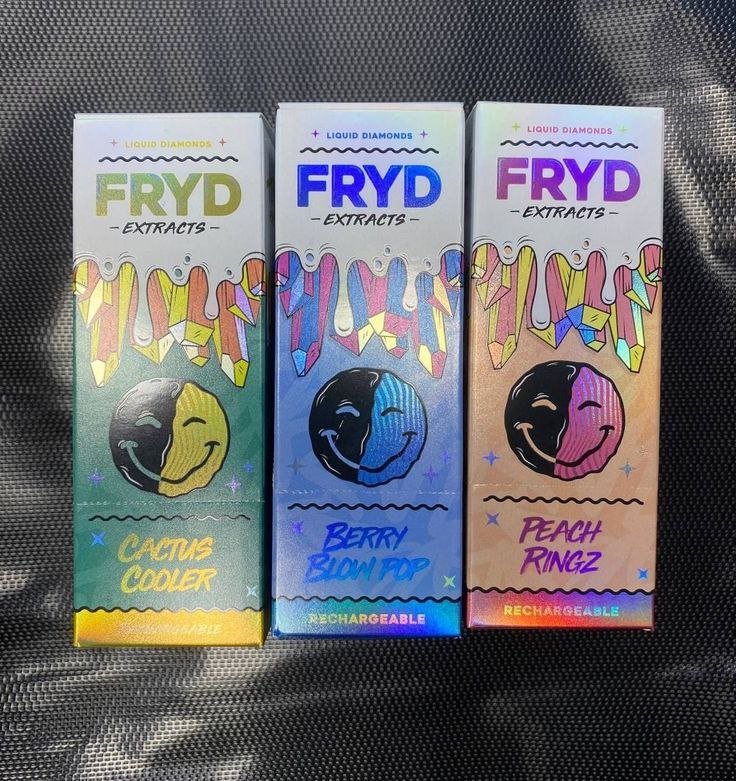 LIQUID DIAMONDS
FRYD
- EXTRACTS -
CACTUS
COOLER
RECHARGEABLE
LIQUID DIAMONDS
FRYD
- EXTRACTS -
BERRY
BLOW POP
RECHARGEABLE
LIQUID DIAMONDS
FRYD
- EXTRACTS -
PEACH
RINGZ
RECHARGEABLE